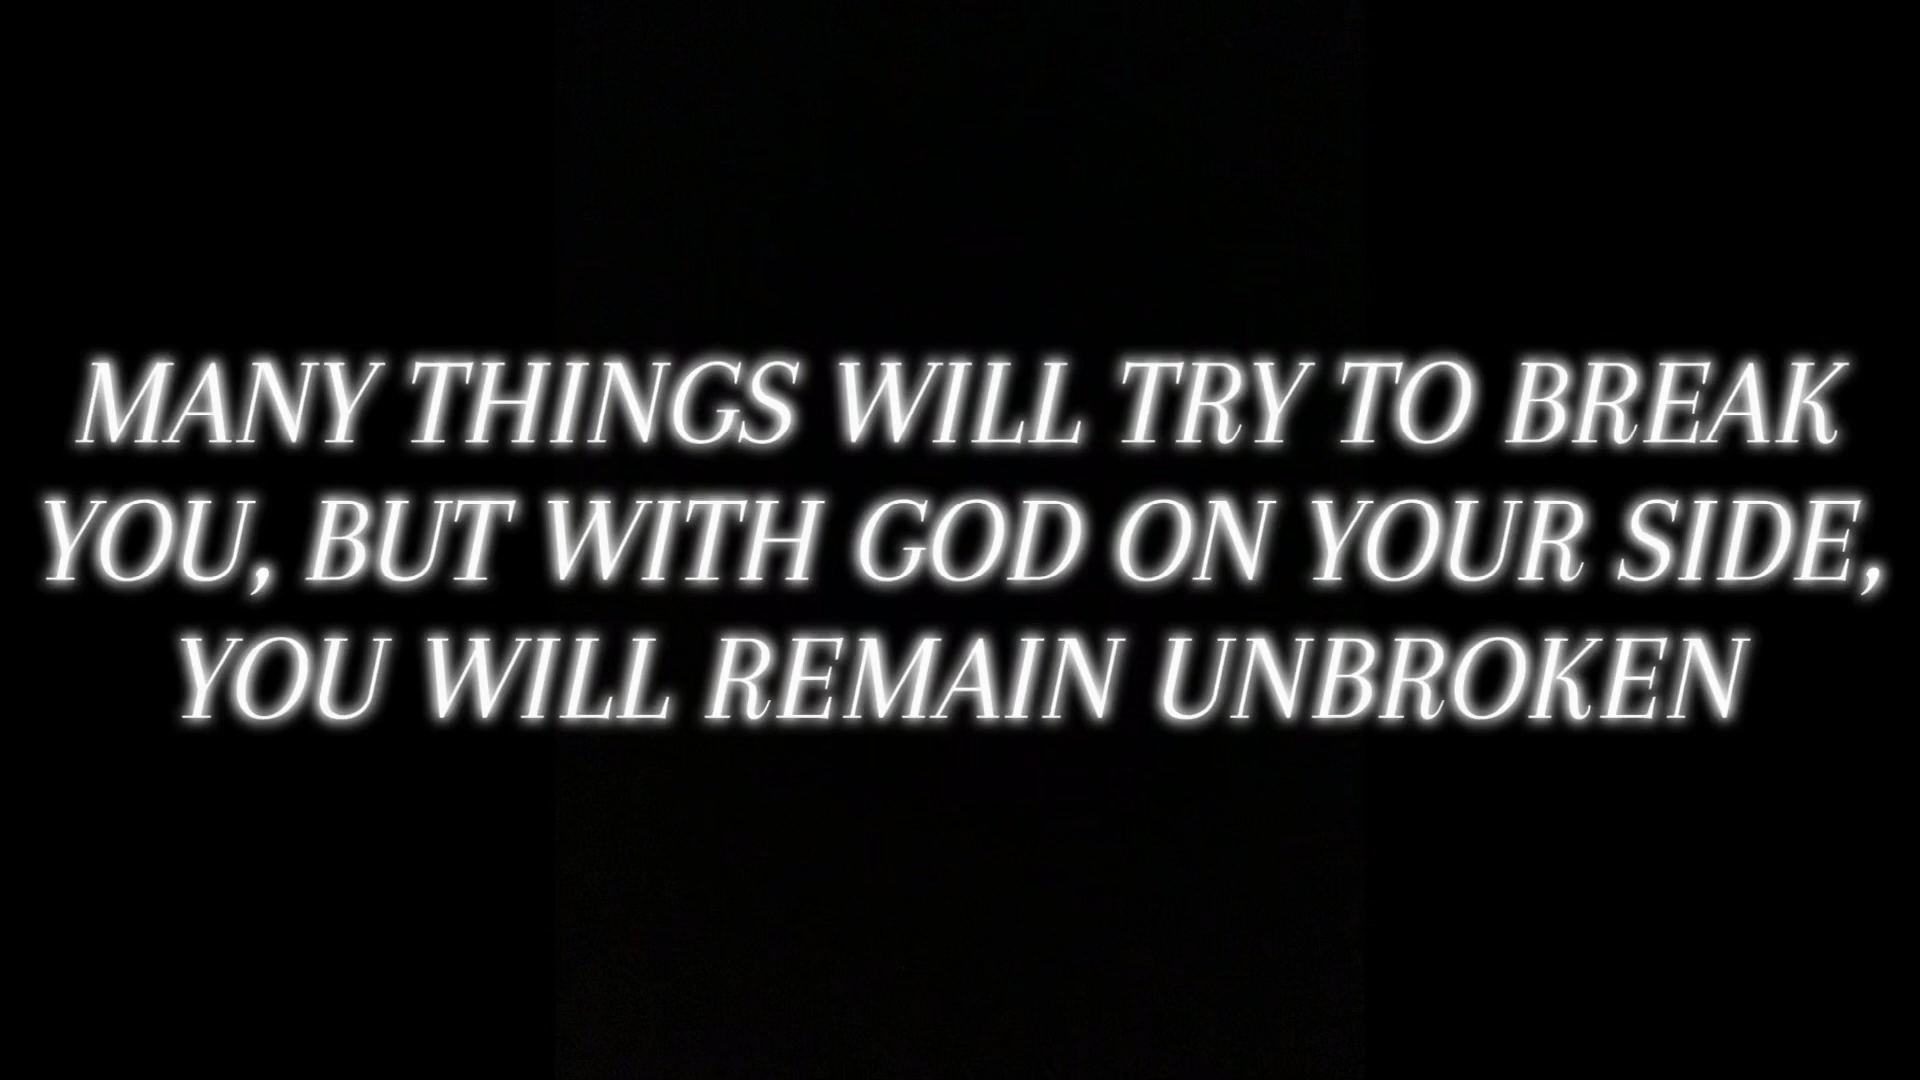 MANY THINGS WILL TRY TO BREAK
YOU, BUT WITH GOD ON YOUR SIDE,
YOU WILL REMAIN UNBROKEN